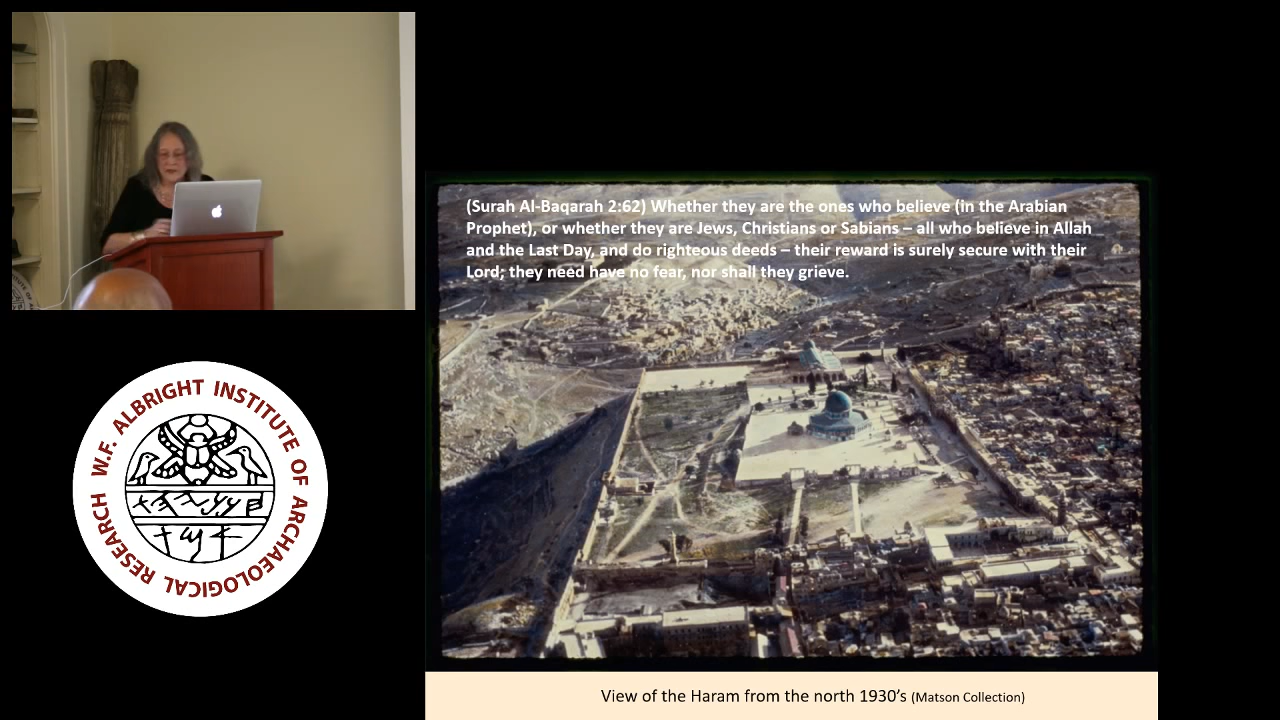 (Surah Al-Baqarah 2:62) Whether they are the ones who believe (in the Arabian
Prophet), or whether they are Jews, Christians or Sabians – all who believe in Allah
and the Last Day, and do righteous deeds – their reward is surely secure with their
Lord; they need have no fear, nor shall they grieve.
W.F. ALBRIGHT INSTITUTE OF ARCHAEOLOGICAL RESEARCH
View of the Haram from the north 1930’s (Matson Collection)